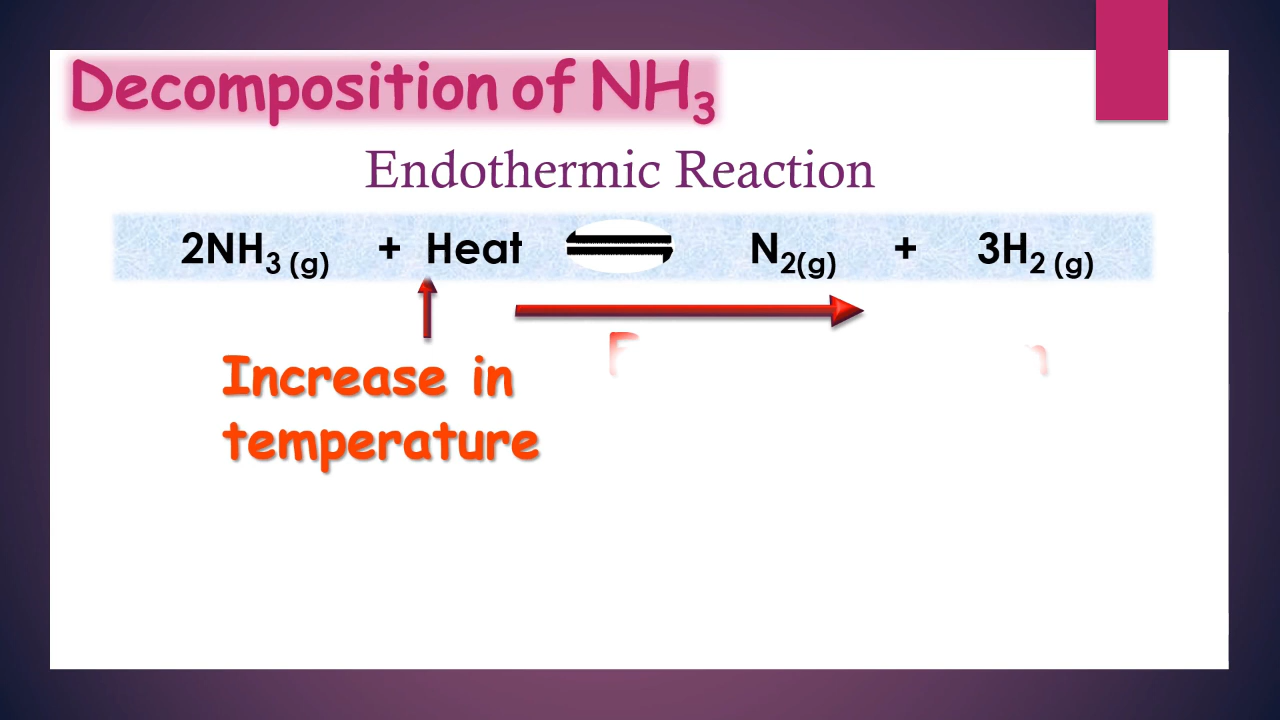 Decomposition of NH₃
Endothermic Reaction
2NH₃ (g) + Heat ⇌ N₂(g) + 3H₂ (g)
Increase in
temperature